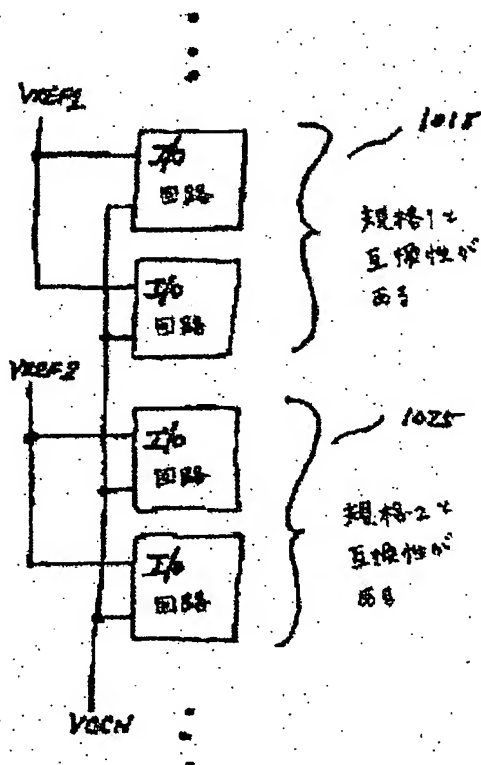 VREF1
I/O
回路
1015
規格1と
互換性が
ある
I/O
回路
VREF2
I/O
回路
1025
規格2と
互換性が
ある
I/O
回路
VCCN